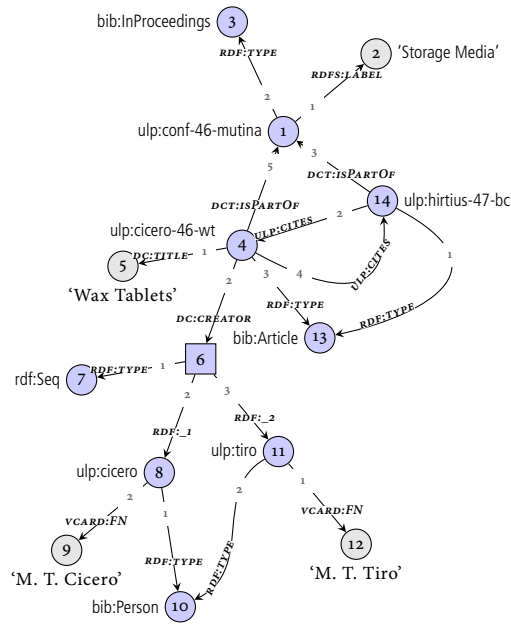 bib:InProceedings
3
RDF:TYPE
2
2
'Storage Media'
RDFS:LABEL
1
ulp:conf-46-mutina
1
5
3
DCT:ISPARTOF
14
ulp:hirtius-47-bc
DCT:ISPARTOF
2
ULP:CITES
ulp:cicero-46-wt
4
DC:TITLE
1
5
'Wax Tablets'
2
3
4
ULP:CITES
1
RDF:TYPE
DC:CREATOR
RDF:TYPE
bib:Article
13
6
rdf:Seq
7
RDF:TYPE
1
2
3
RDF:_1
RDF:_2
ulp:tiro
11
ulp:cicero
8
2
1
2
1
VCARD:FN
VCARD:FN
9
'M. T. Cicero'
RDF:TYPE
RDF:TYPE
12
'M. T. Tiro'
bib:Person
10